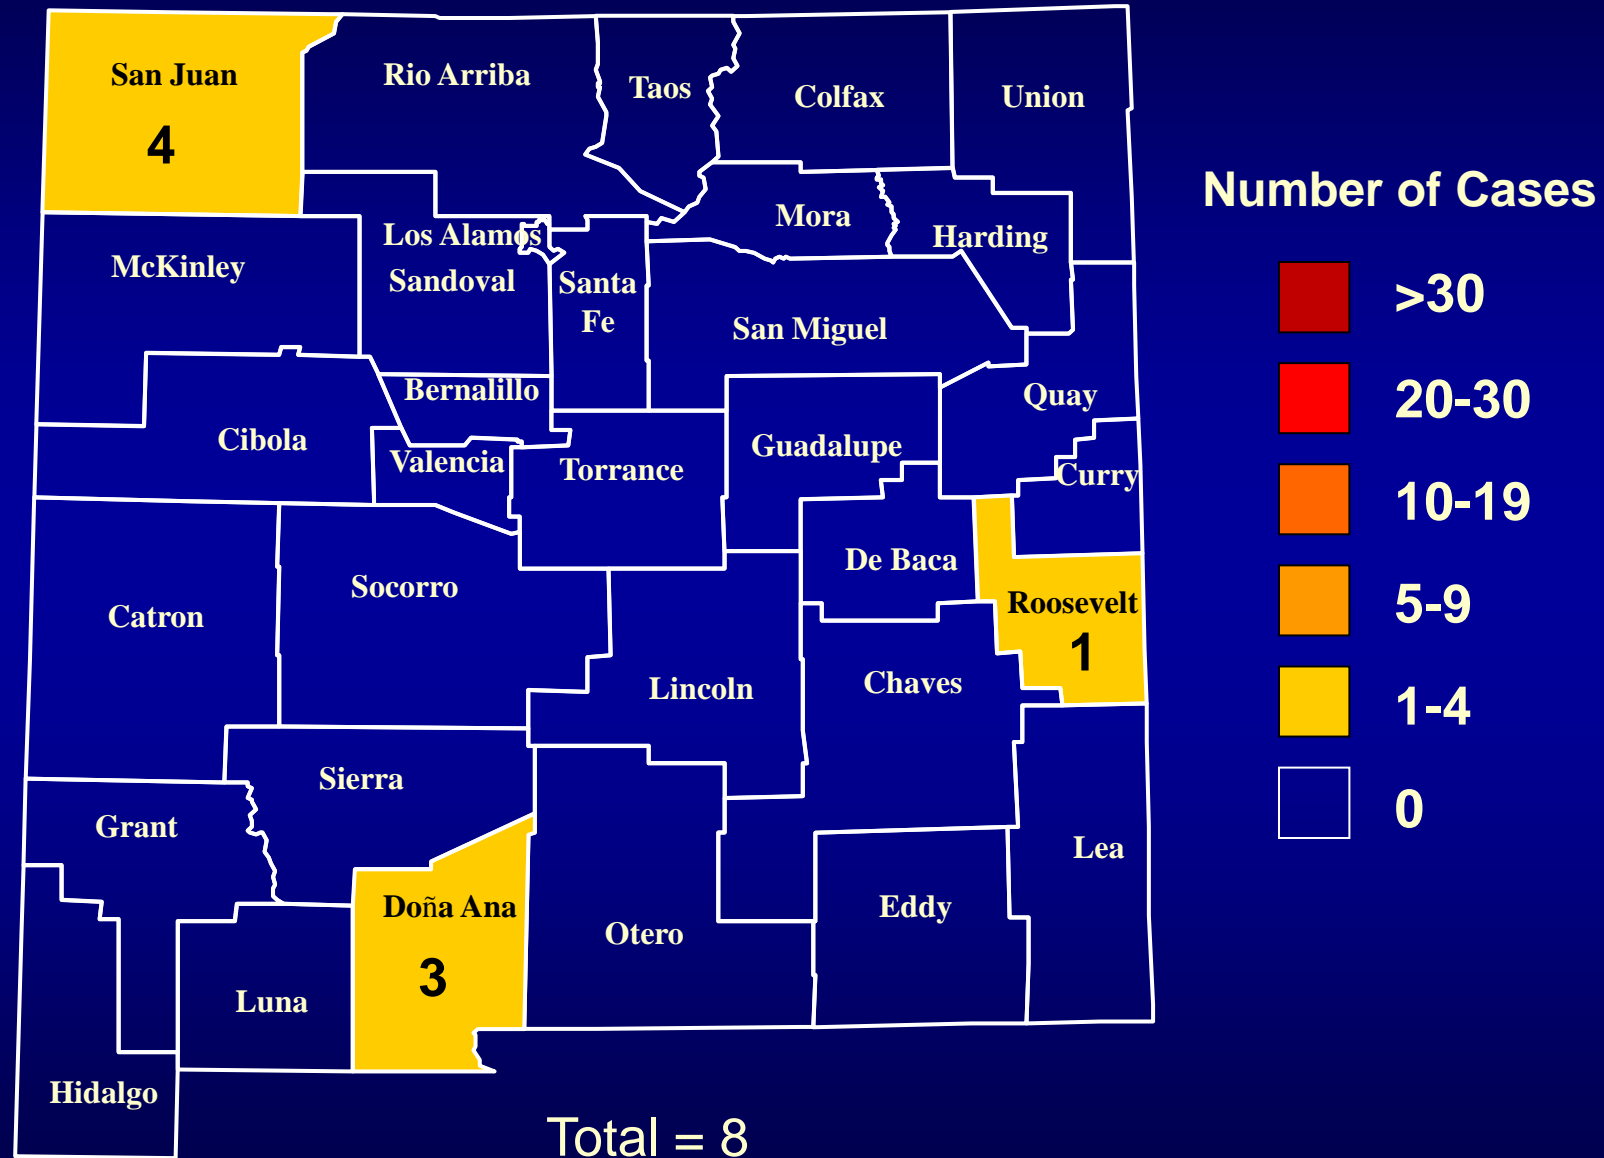 San Juan
4
Rio Arriba
Taos
Colfax
Union
Number of Cases
>30
20-30
10-19
5-9
1-4
0
McKinley
Los Alamos
Sandoval
Santa
Fe
Mora
Harding
San Miguel
Bernalillo
Quay
Cibola
Valencia
Torrance
Guadalupe
Curry
De Baca
Catron
Socorro
Roosevelt
1
Lincoln
Chaves
Sierra
Grant
Lea
Doña Ana
3
Otero
Eddy
Luna
Hidalgo
Total = 8